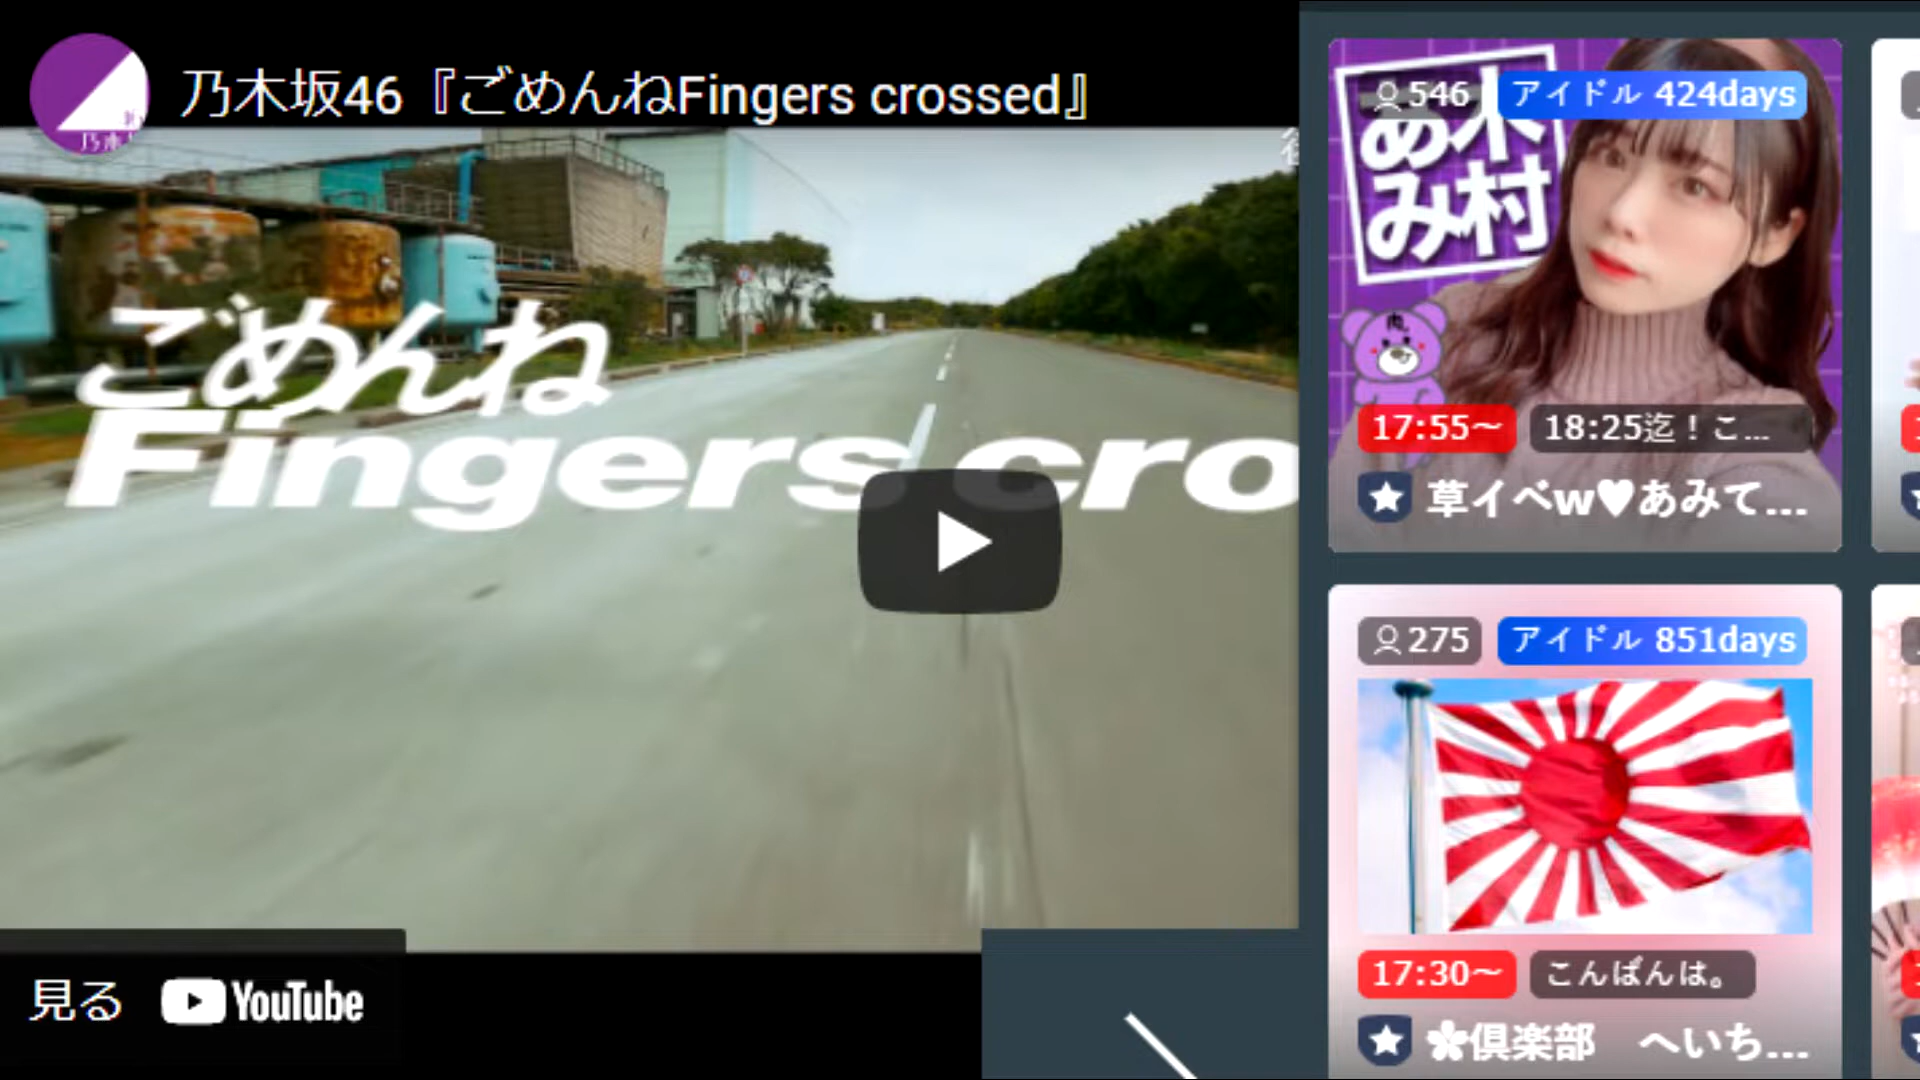 乃木坂46『ごめんねFingers crossed』
ごめんね
Fingers cro
見る YouTube
546 アイドル 424days
木村
あみ
17:55〜 18:25迄！こ...
草イベw♥あみて...
275 アイドル 851days
17:30〜 こんばんは。
✽倶楽部 へいち...